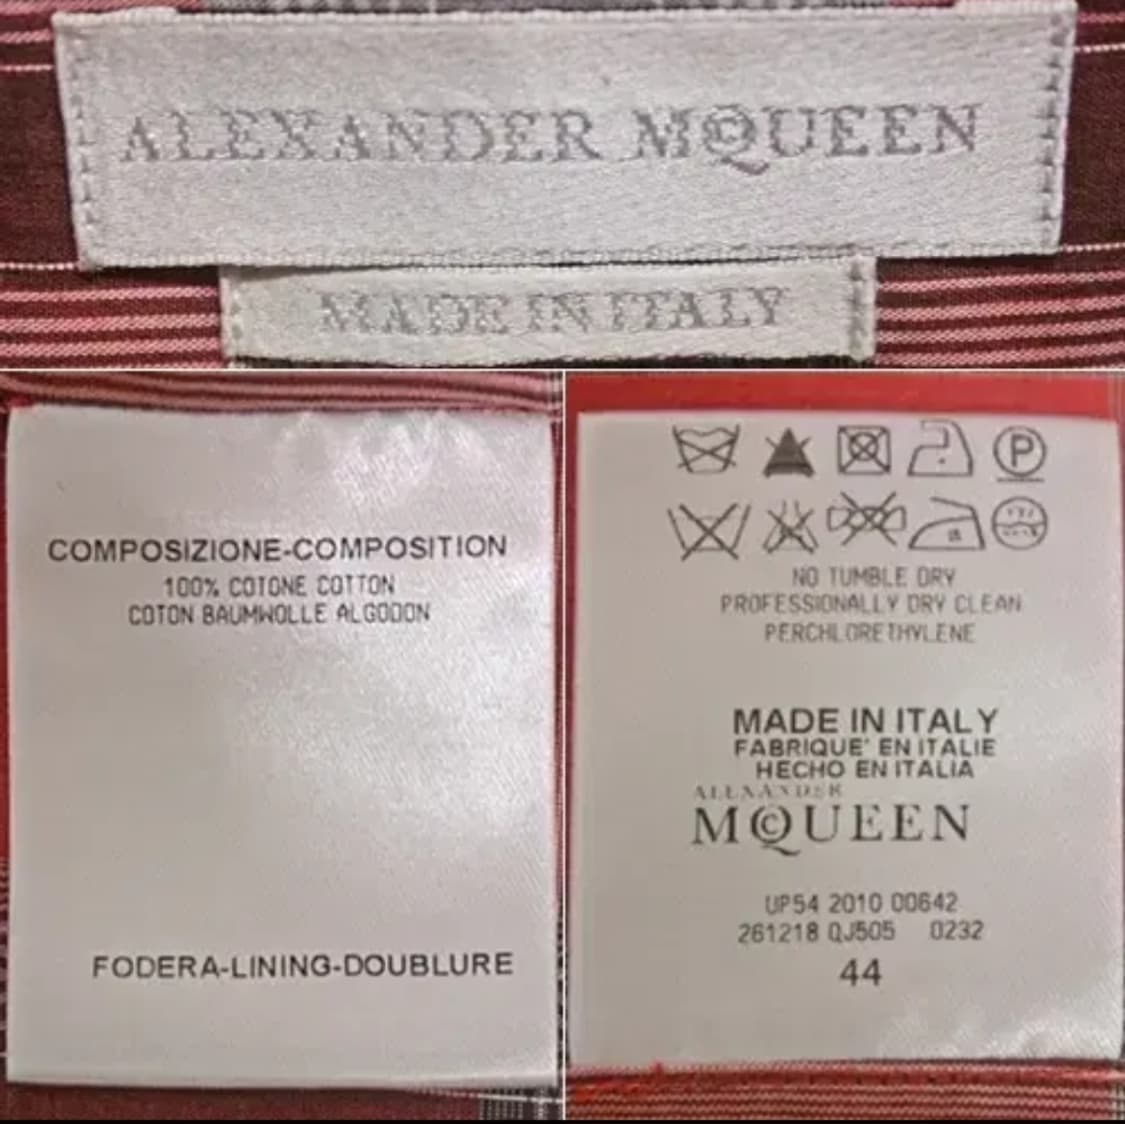 ALEXANDER MCQUEEN
MADE IN ITALY
COMPOSIZIONE-COMPOSITION
100% COTONE COTTON
COTON BAUMWOLLE ALGODON
FODERA-LINING-DOUBLURE
P
NO TUMBLE DRY
PROFESSIONALLY DRY CLEAN
PERCHLORETHYLENE
MADE IN ITALY
FABRIQUE' EN ITALIE
HECHO EN ITALIA
ALEXANDER
MCQUEEN
UP54 2010 00642
261218 QJ505 0232
44